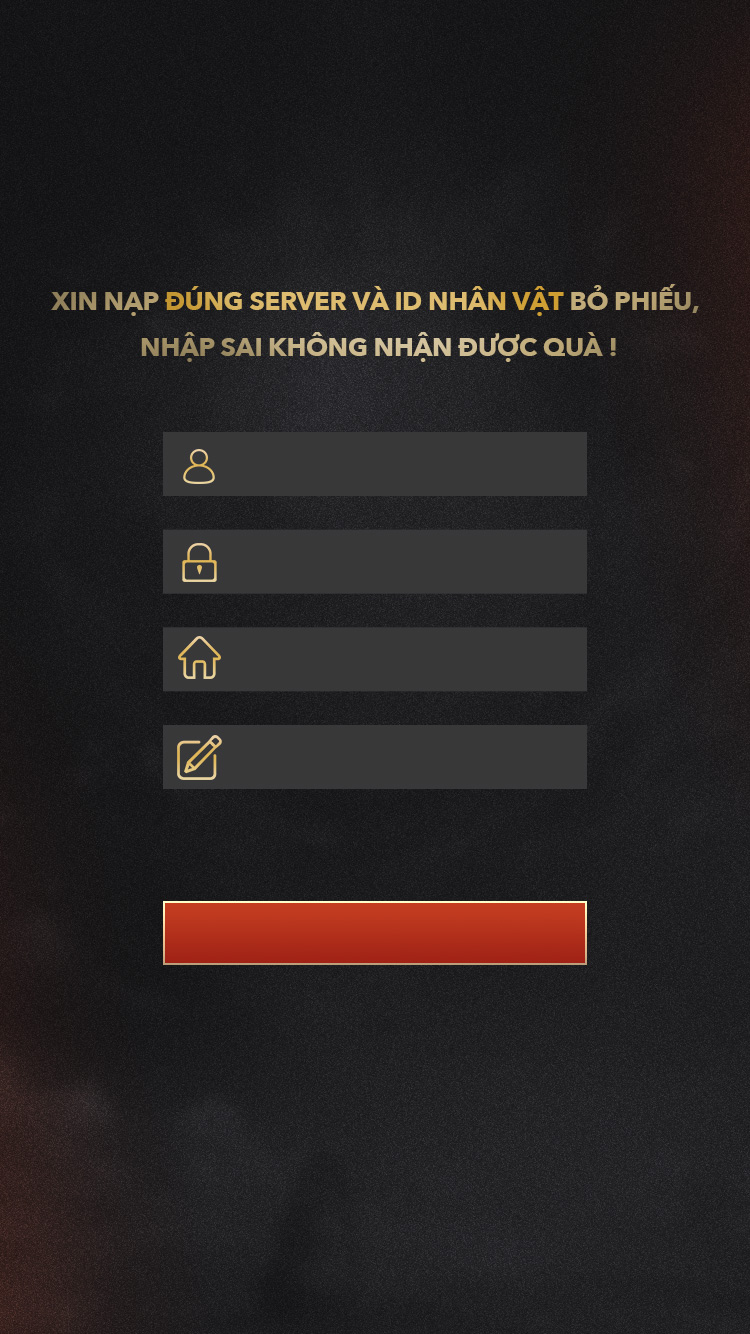 XIN NẠP ĐÚNG SERVER VÀ ID NHÂN VẬT BỎ PHIẾU,
NHẬP SAI KHÔNG NHẬN ĐƯỢC QUÀ !